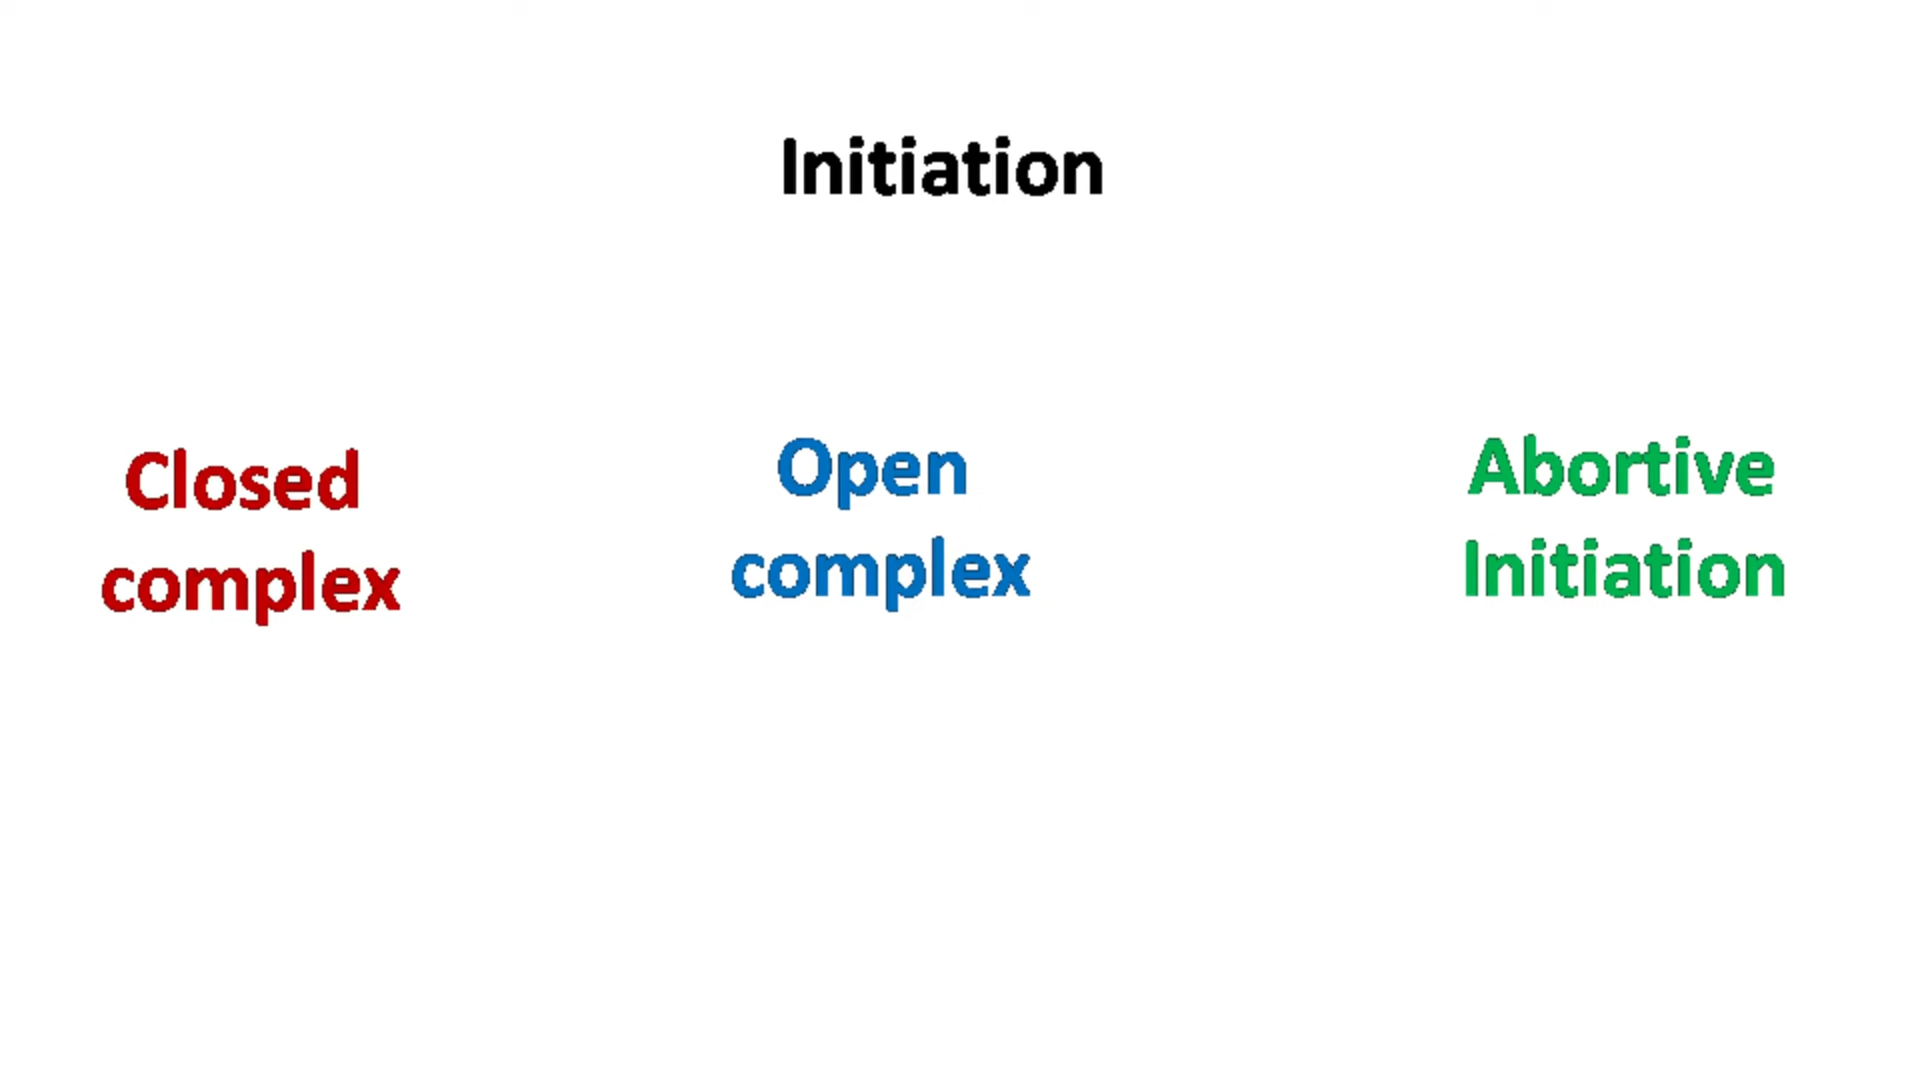 Initiation
Closed
complex
Open
complex
Abortive
Initiation